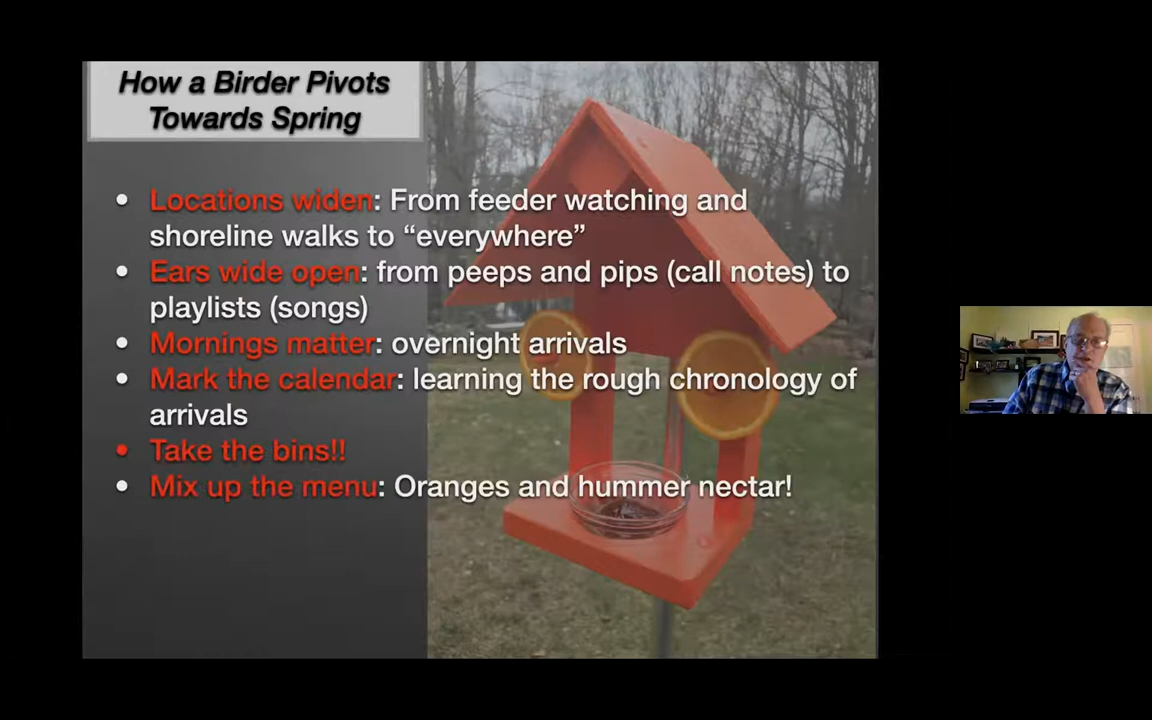 How a Birder Pivots
Towards Spring
• Locations widen: From feeder watching and
shoreline walks to “everywhere”
• Ears wide open: from peeps and pips (call notes) to
playlists (songs)
• Mornings matter: overnight arrivals
• Mark the calendar: learning the rough chronology of
arrivals
• Take the bins!!
• Mix up the menu: Oranges and hummer nectar!